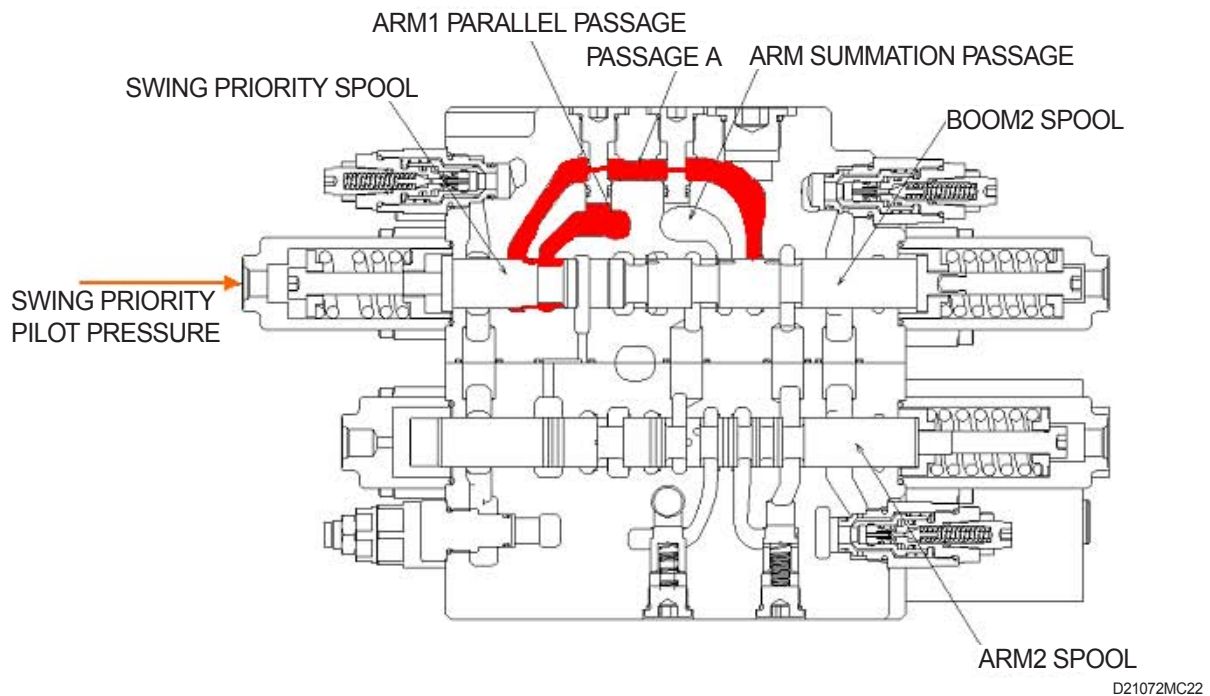 ARM1 PARALLEL PASSAGE
PASSAGE A
ARM SUMMATION PASSAGE
SWING PRIORITY SPOOL
BOOM2 SPOOL
SWING PRIORITY
PILOT PRESSURE
ARM2 SPOOL
D21072MC22